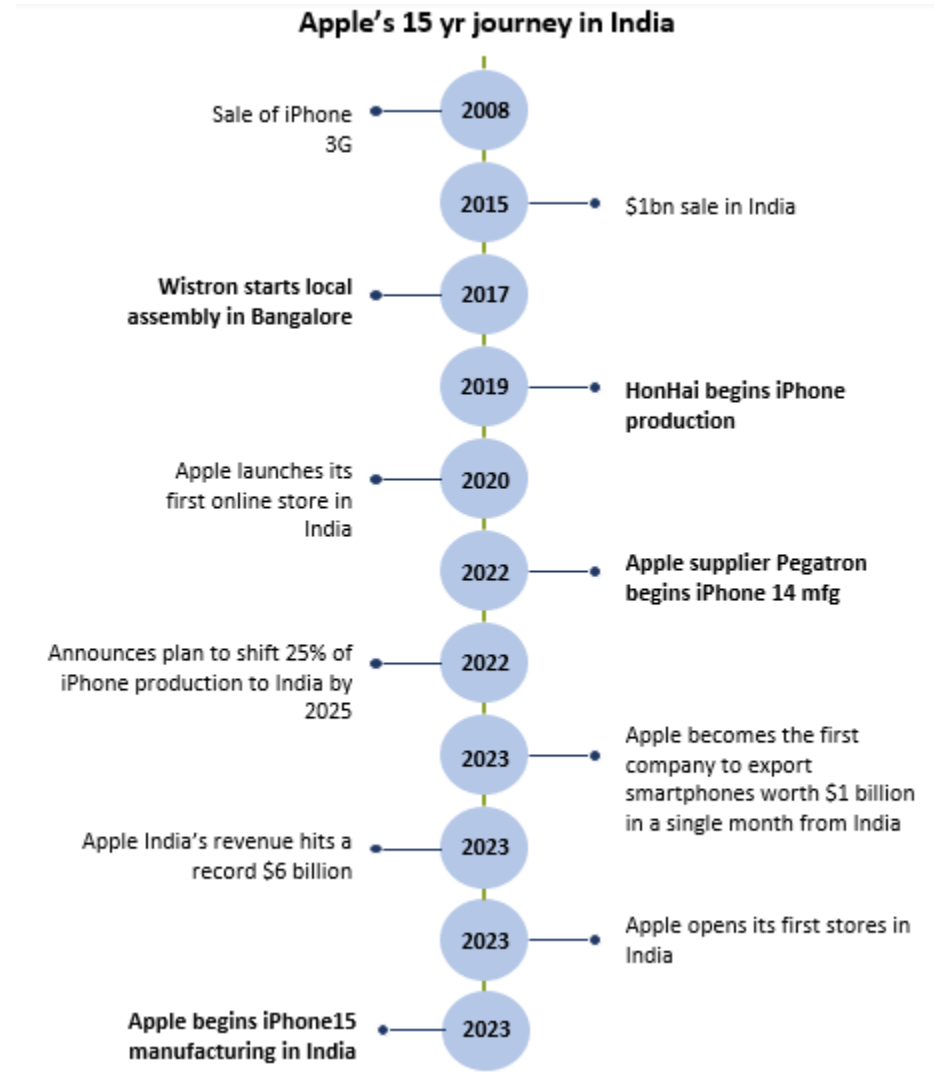 Apple’s 15 yr journey in India
2008
Sale of iPhone
3G
2015
$1bn sale in India
2017
Wistron starts local
assembly in Bangalore
2019
HonHai begins iPhone
production
2020
Apple launches its
first online store in
India
2022
Apple supplier Pegatron
begins iPhone 14 mfg
2022
Announces plan to shift 25% of
iPhone production to India by
2025
2023
Apple becomes the first
company to export
smartphones worth $1 billion
in a single month from India
2023
Apple India’s revenue hits a
record $6 billion
2023
Apple opens its first stores in
India
2023
Apple begins iPhone15
manufacturing in India